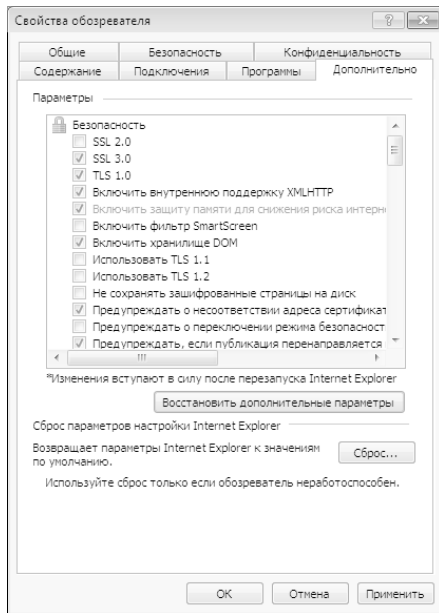 Свойства обозревателя
Общие Безопасность Конфиденциальность
Содержание Подключения Программы Дополнительно
Параметры
Безопасность
SSL 2.0
SSL 3.0
TLS 1.0
Включить внутреннюю поддержку XMLHTTP
Включить защиту памяти для снижения риска интерн
Включить фильтр SmartScreen
Включить хранилище DOM
Использовать TLS 1.1
Использовать TLS 1.2
Не сохранять зашифрованные страницы на диск
Предупреждать о несоответствии адреса сертификат
Предупреждать о переключении режима безопасност
Предупреждать, если публикация перенаправляется
*Изменения вступают в силу после перезапуска Internet Explorer
Восстановить дополнительные параметры
Сброс параметров настройки Internet Explorer
Возвращает параметры Internet Explorer к значениям
по умолчанию.
Сброс...
Используйте сброс только если обозреватель неработоспособен.
OK Отмена Применить